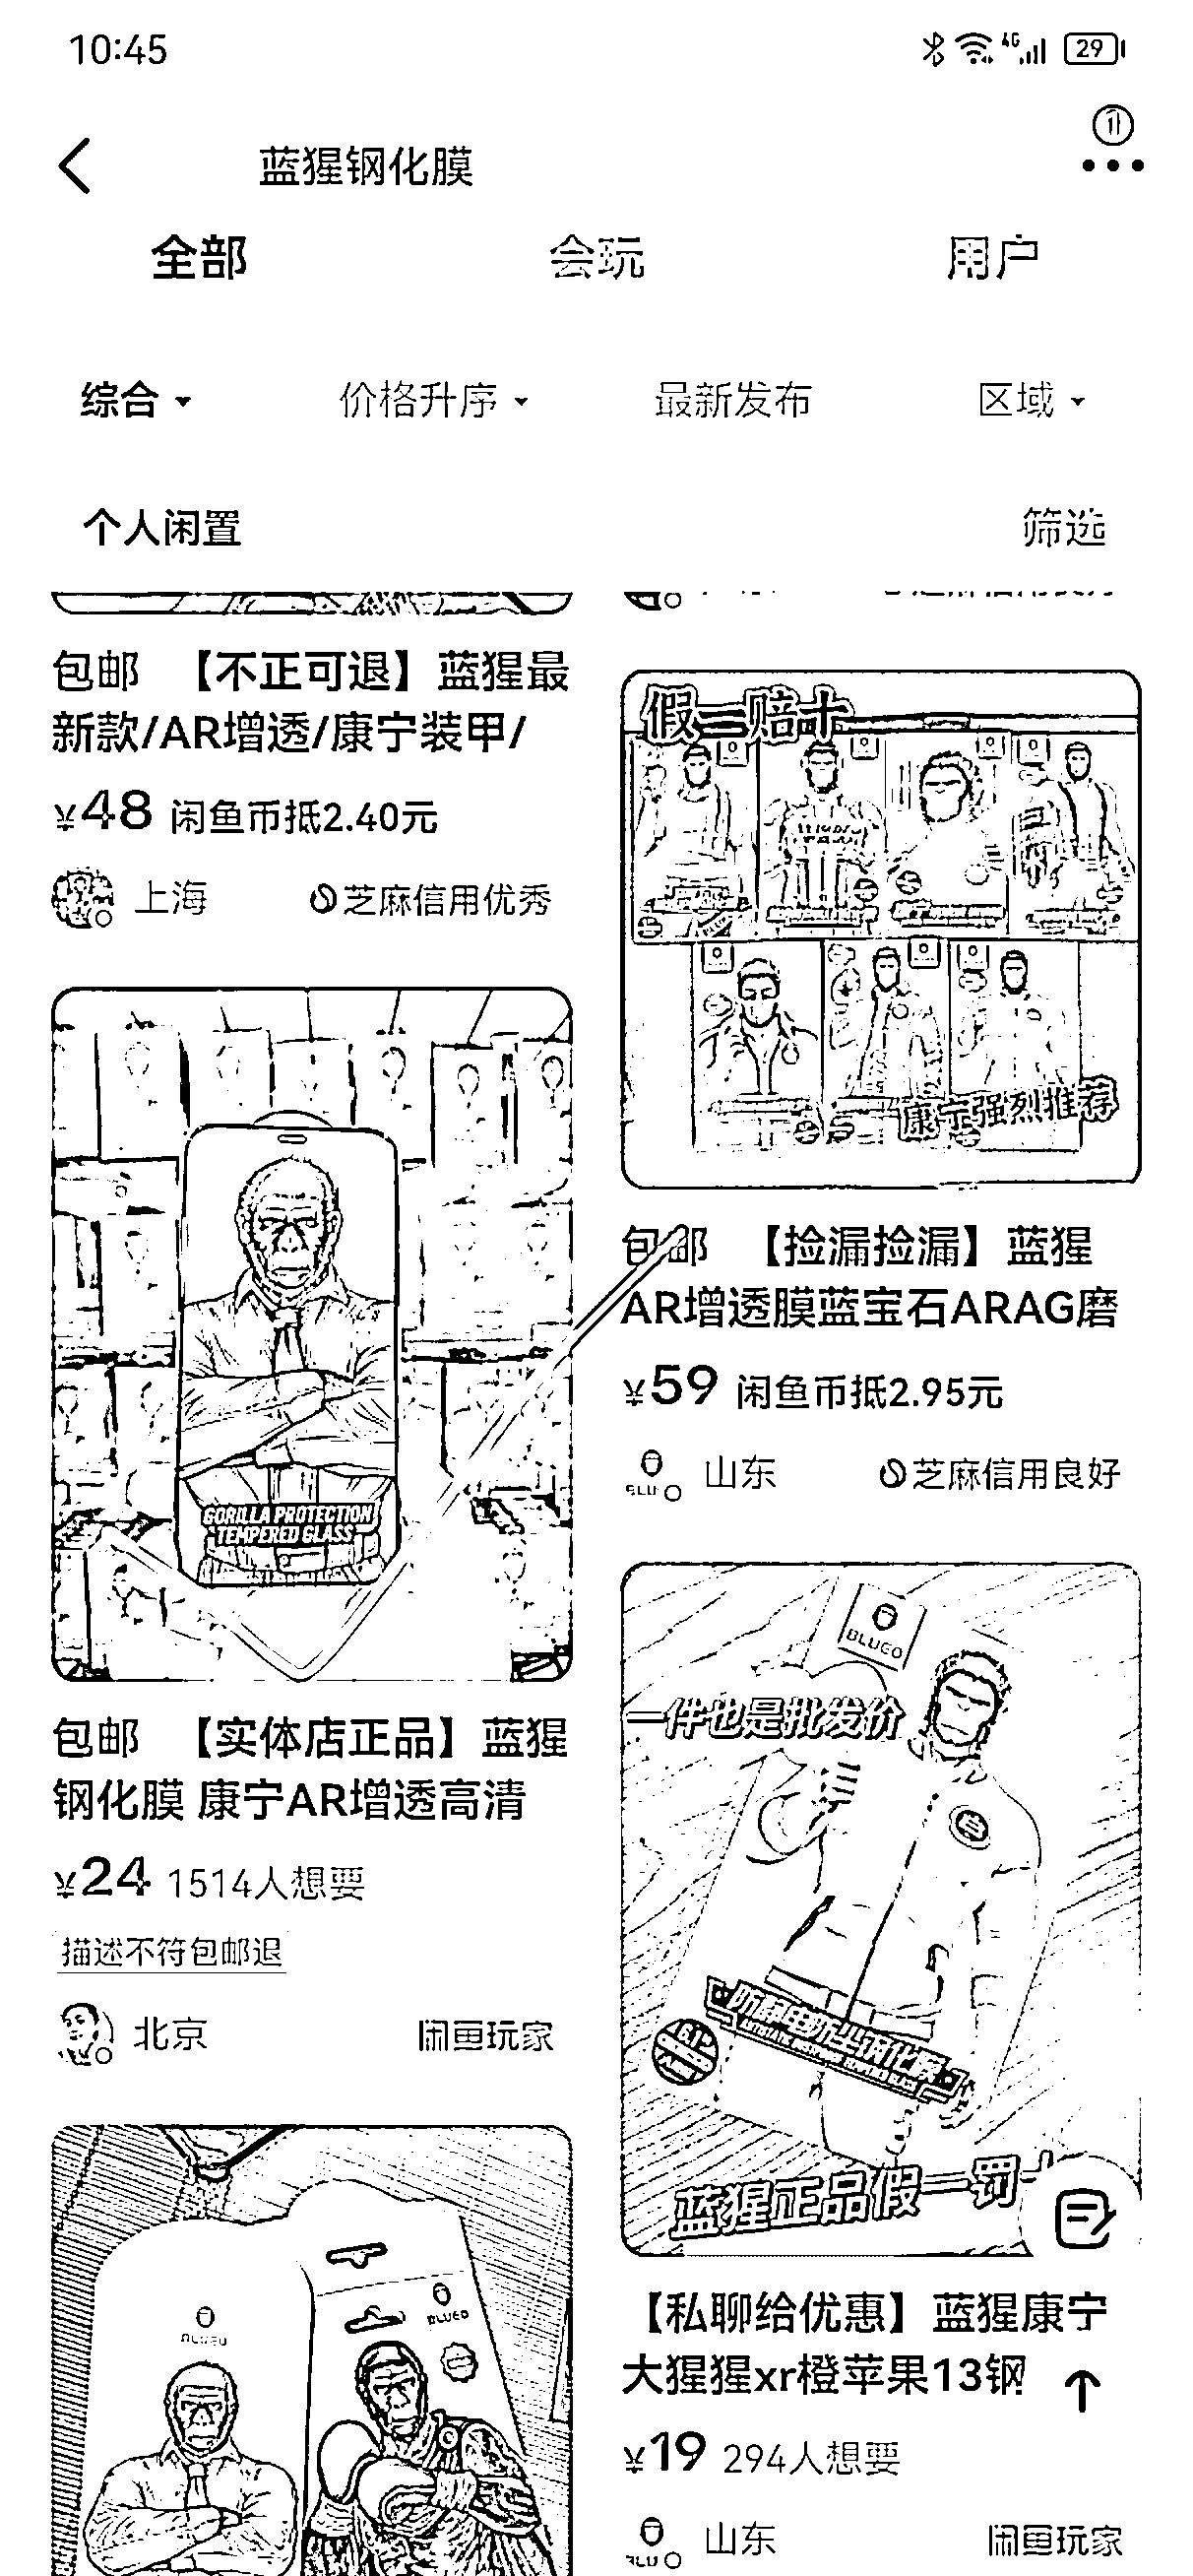 10:45
4G
29
蓝猩钢化膜
全部
会玩
用户
综合
价格升序
最新发布
区域
个人闲置
筛选
包邮 【不正可退】蓝猩最
新款/AR增透/康宁装甲/
¥48 闲鱼币抵2.40元
上海
芝麻信用优秀
GORILLA PROTECTION
TEMPERED GLASS
包邮 【实体店正品】蓝猩
钢化膜 康宁AR增透高清
¥24 1514人想要
描述不符包邮退
北京
闲鱼玩家
BLUEO
假一赔十
康宁强烈推荐
包邮 【捡漏捡漏】蓝猩
AR增透膜蓝宝石ARAG磨
¥59 闲鱼币抵2.95元
山东
芝麻信用良好
BLUEO
一件也是批发价
6.1"
防静电防尘钢化膜
蓝猩正品假一罚十
【私聊给优惠】蓝猩康宁
大猩猩xr橙苹果13钢
¥19 294人想要
山东
闲鱼玩家